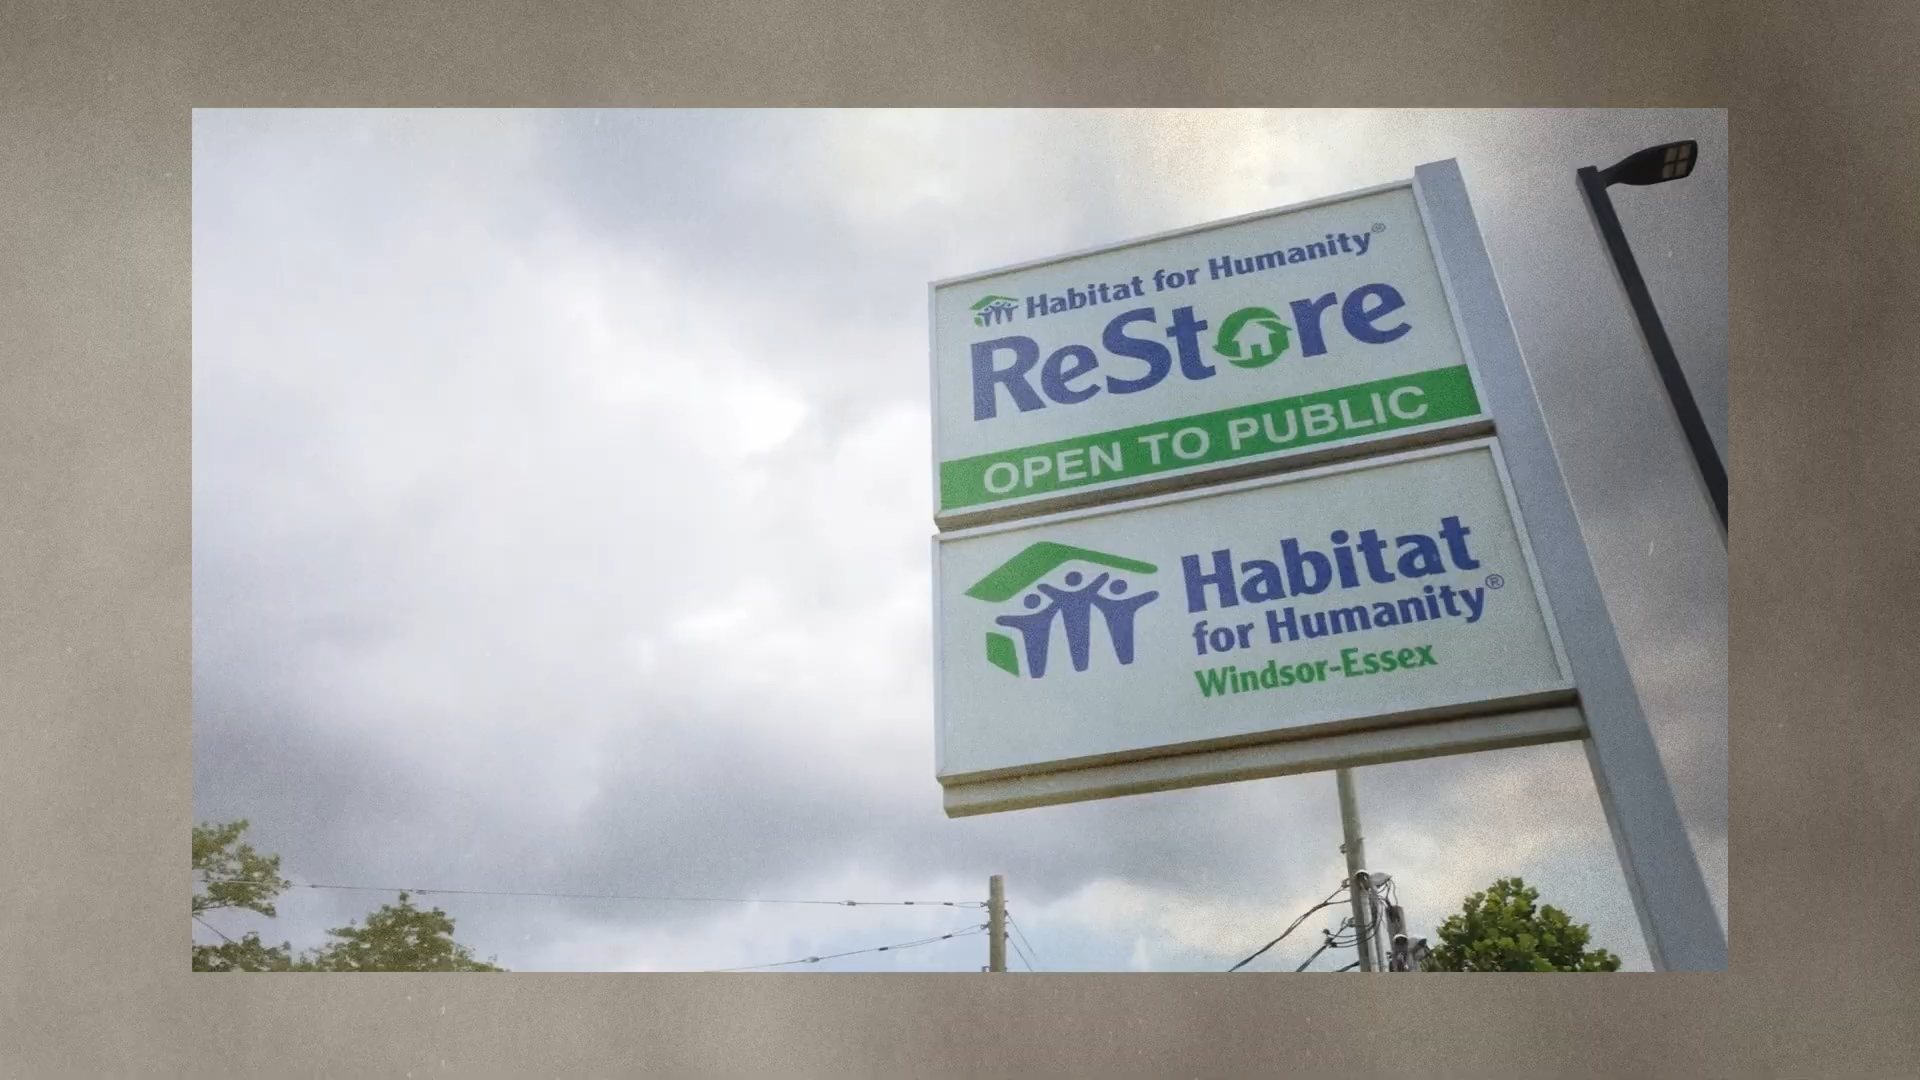 Habitat for Humanity®
ReStore
OPEN TO PUBLIC
Habitat
for Humanity®
Windsor-Essex